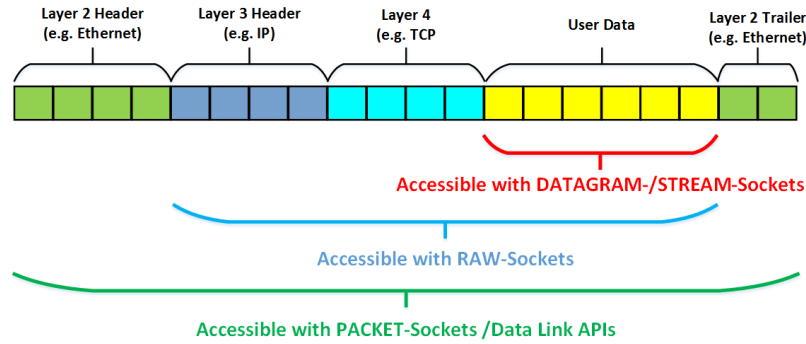 Layer 2 Header
(e.g. Ethernet)
Layer 3 Header
(e.g. IP)
Layer 4
(e.g. TCP
User Data
Layer 2 Trailer
(e.g. Ethernet)
Accessible with DATAGRAM-/STREAM-Sockets
Accessible with RAW-Sockets
Accessible with PACKET-Sockets /Data Link APIs